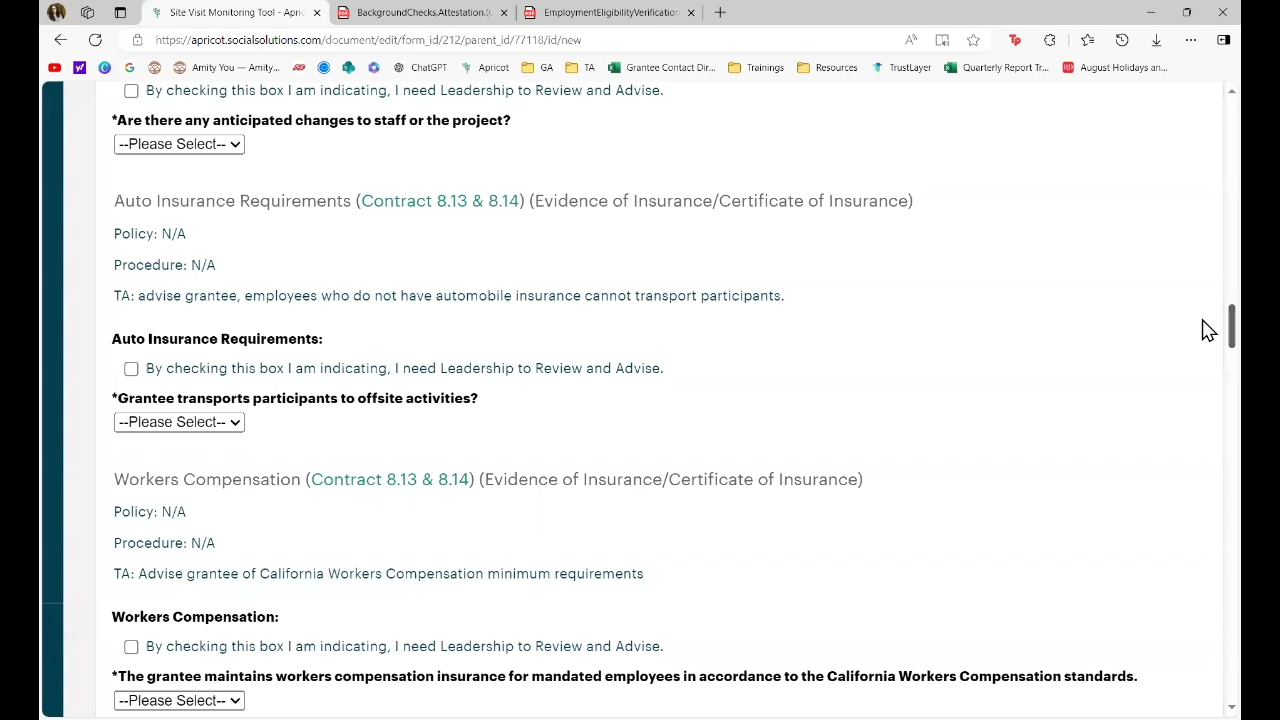 Site Visit Monitoring Tool - Apric
BackgroundChecks.Attestation.(
EmploymentEligibilityVerification
https://apricot.socialsolutions.com/document/edit/form_id/212/parent_id/77118/id/new
Amity You — Amity...
ChatGPT
Apricot
GA
TA
Grantee Contact Dir...
Trainings
Resources
TrustLayer
Quarterly Report Tr...
August Holidays an...
By checking this box I am indicating, I need Leadership to Review and Advise.
*Are there any anticipated changes to staff or the project?
--Please Select--
Auto Insurance Requirements (Contract 8.13 & 8.14) (Evidence of Insurance/Certificate of Insurance)
Policy: N/A
Procedure: N/A
TA: advise grantee, employees who do not have automobile insurance cannot transport participants.
Auto Insurance Requirements:
By checking this box I am indicating, I need Leadership to Review and Advise.
*Grantee transports participants to offsite activities?
--Please Select--
Workers Compensation (Contract 8.13 & 8.14) (Evidence of Insurance/Certificate of Insurance)
Policy: N/A
Procedure: N/A
TA: Advise grantee of California Workers Compensation minimum requirements
Workers Compensation:
By checking this box I am indicating, I need Leadership to Review and Advise.
*The grantee maintains workers compensation insurance for mandated employees in accordance to the California Workers Compensation standards.
--Please Select--